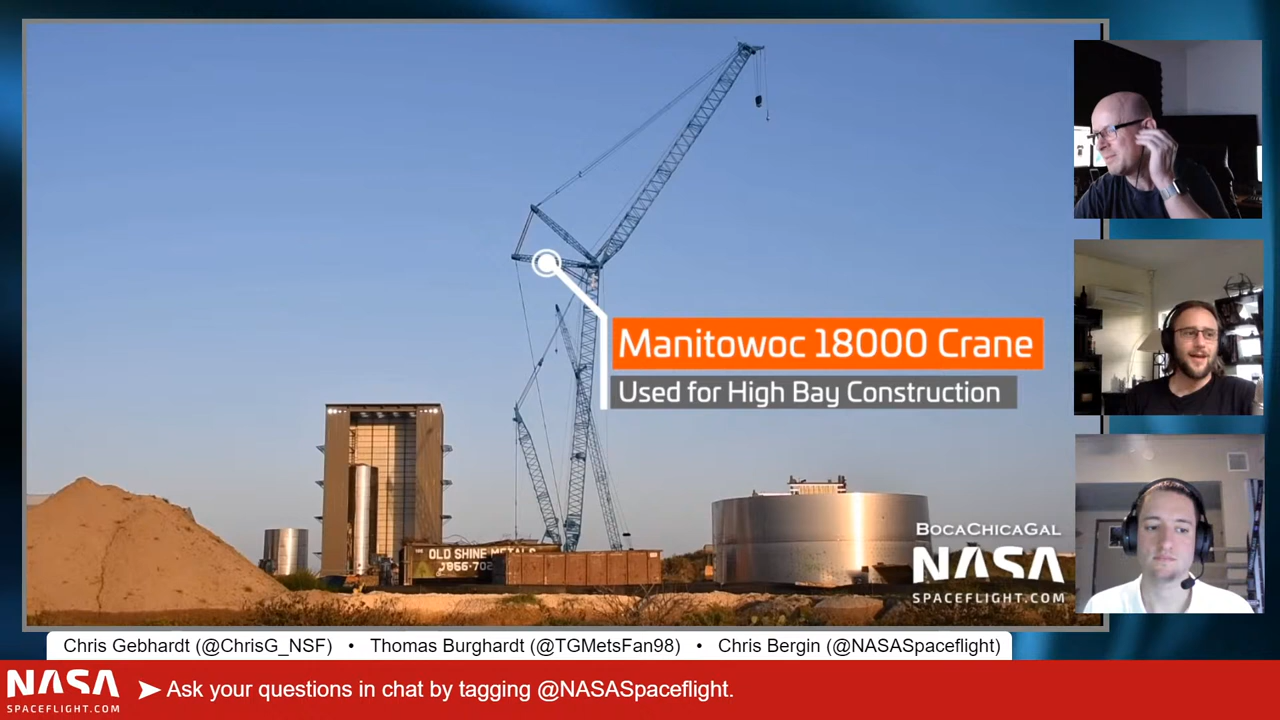 Manitowoc 18000 Crane
Used for High Bay Construction
OLD SHINE METALS
BOCACHICAGAL
NASA
SPACEFLIGHT.COM
Chris Gebhardt (@ChrisG_NSF) • Thomas Burghardt (@TGMetsFan98) • Chris Bergin (@NASASpaceflight)
NASA
SPACEFLIGHT.COM
Ask your questions in chat by tagging @NASASpaceflight.